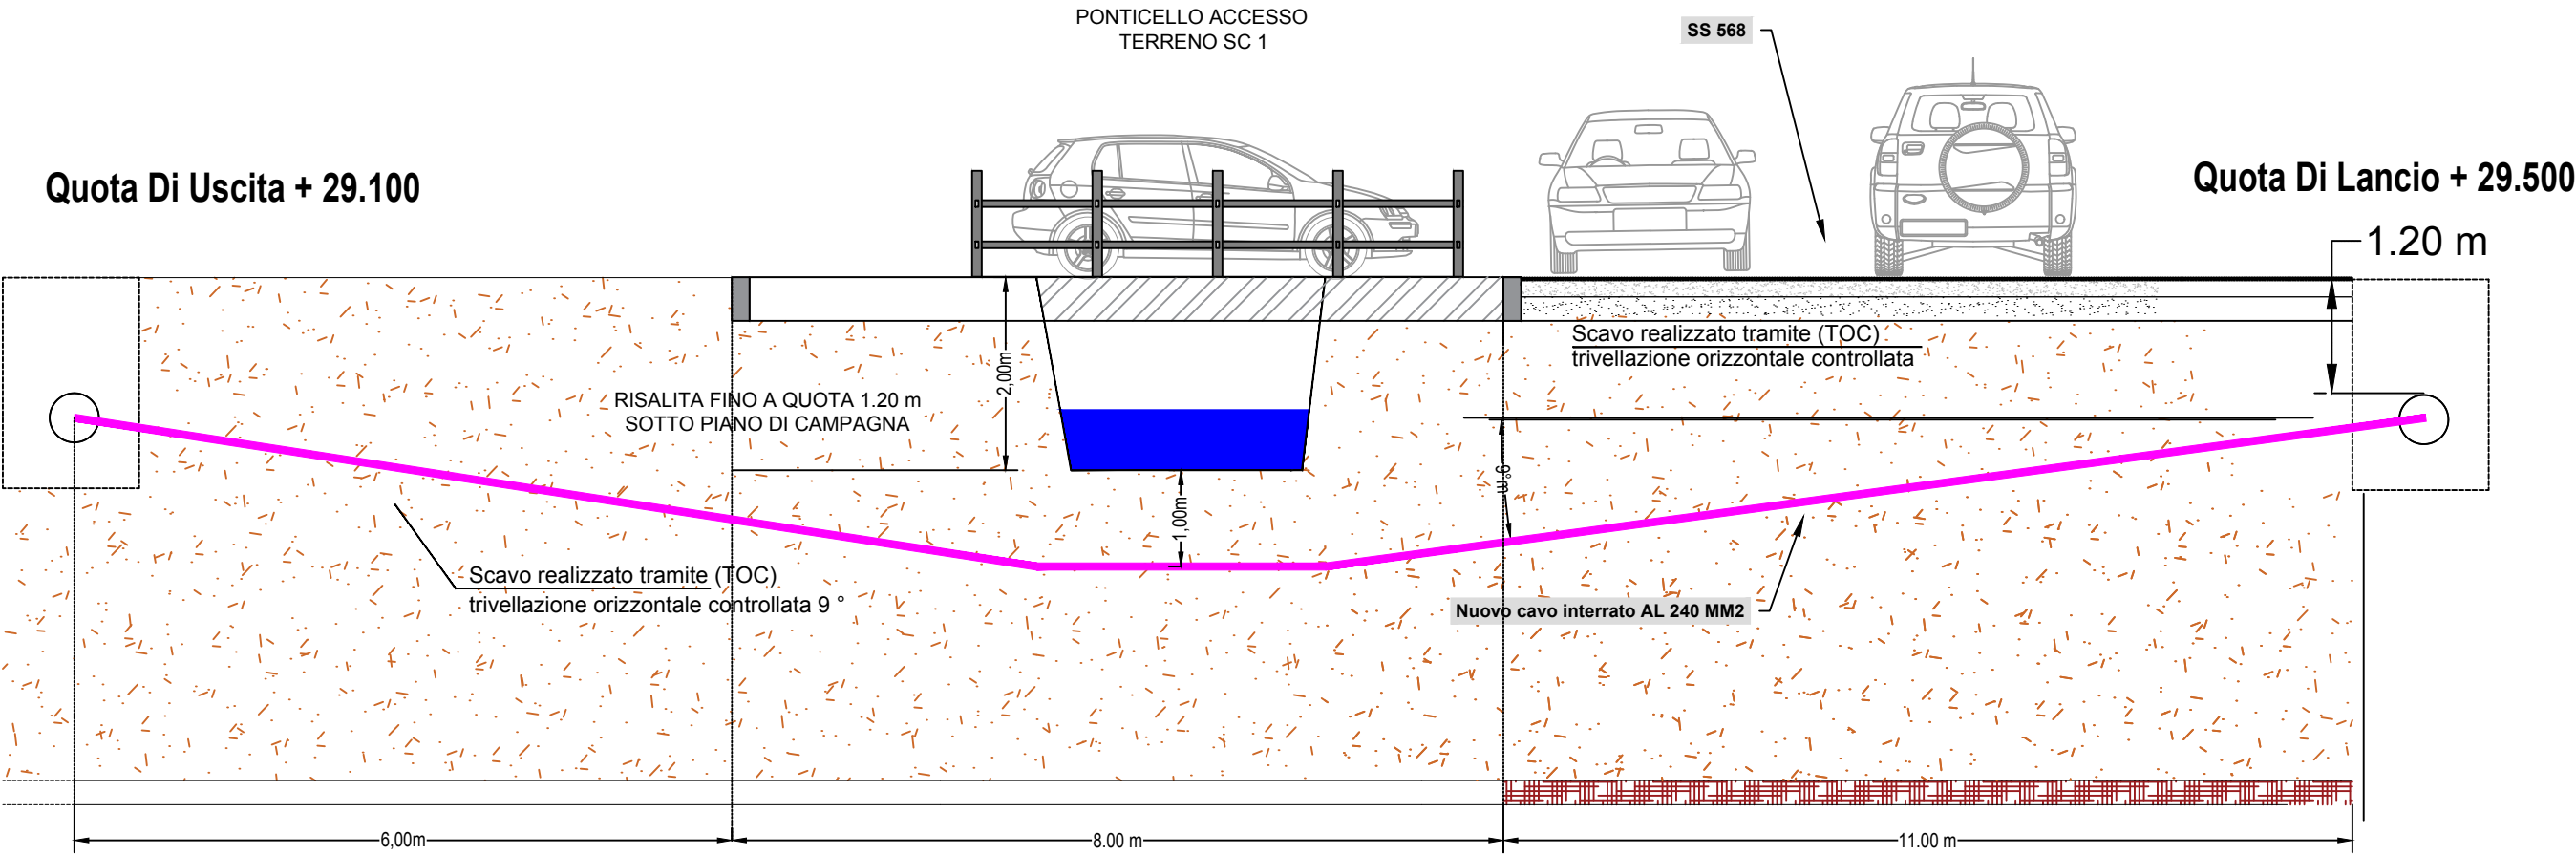 PONTICELLO ACCESSO
TERRENO SC 1
SS 568
Quota Di Uscita + 29.100
Quota Di Lancio + 29.500
1.20 m
Scavo realizzato tramite (TOC)
trivellazione orizzontale controllata
2,00m
RISALITA FINO A QUOTA 1.20 m
SOTTO PIANO DI CAMPAGNA
9°m
1,00m
Scavo realizzato tramite (TOC)
trivellazione orizzontale controllata 9 °
Nuovo cavo interrato AL 240 MM2
6,00m
8.00 m
11.00 m